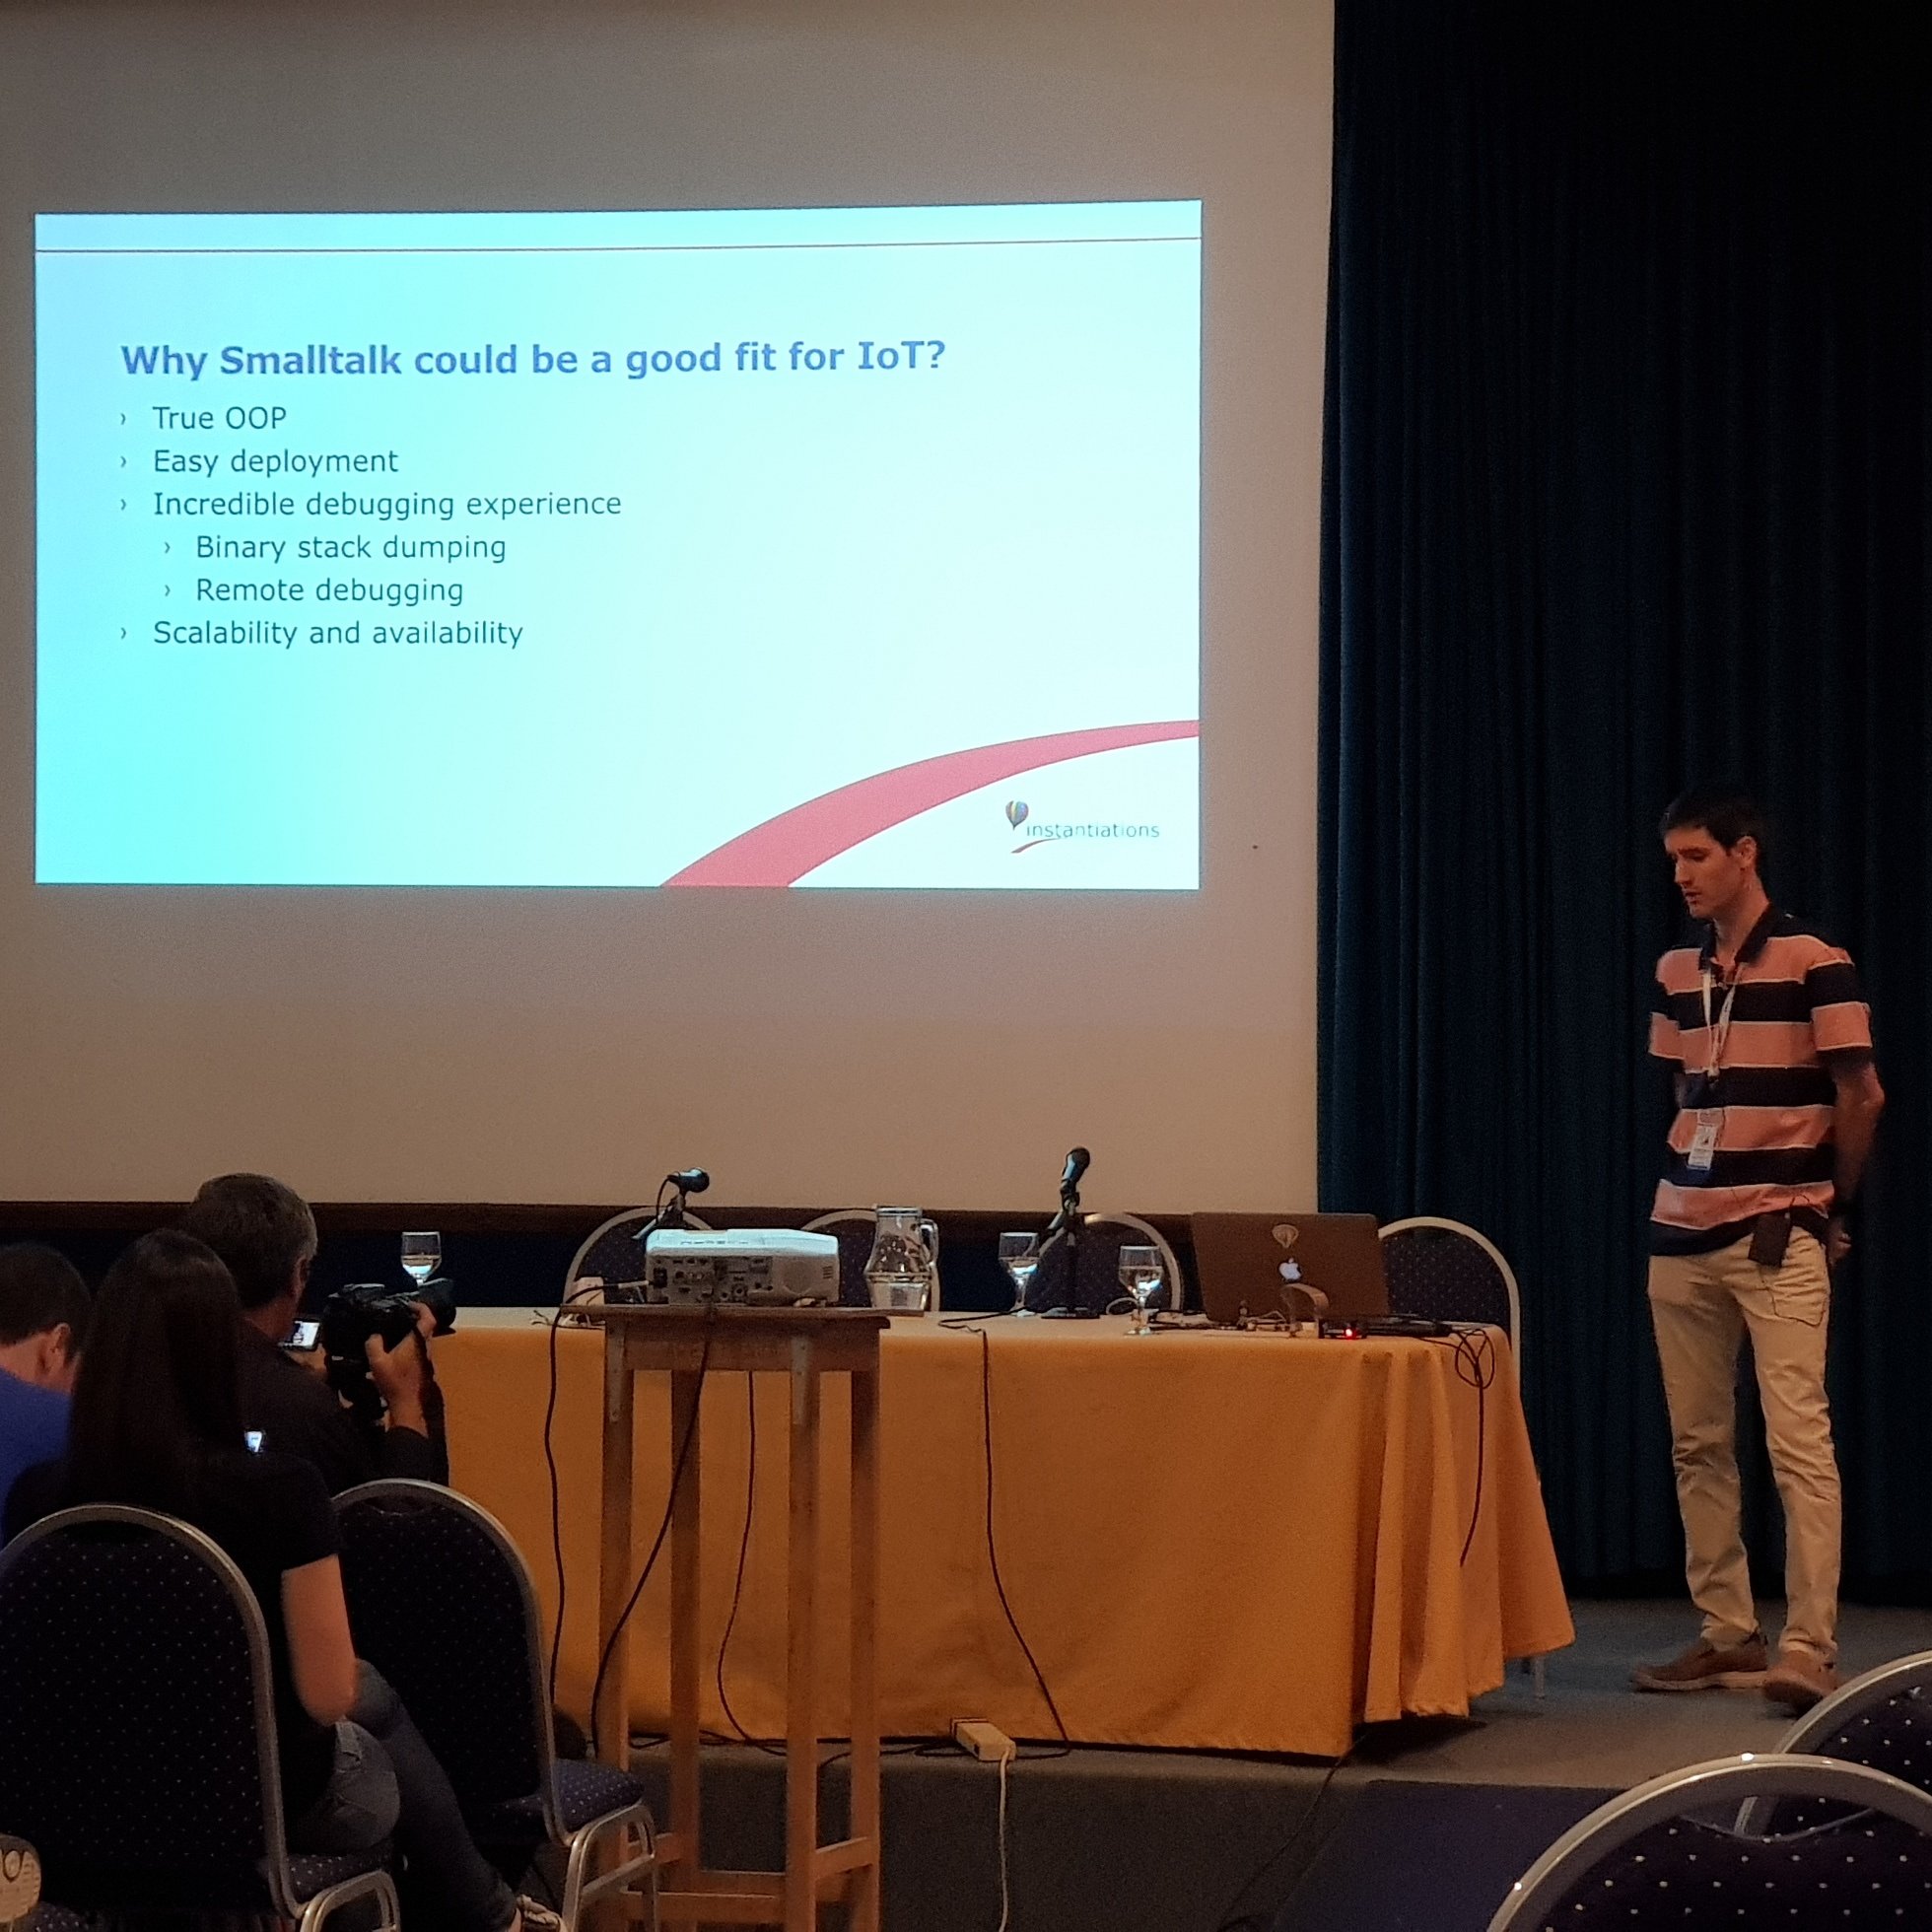 Why Smalltalk could be a good fit for IoT?
› True OOP
› Easy deployment
› Incredible debugging experience
› Binary stack dumping
› Remote debugging
› Scalability and availability
instantiations